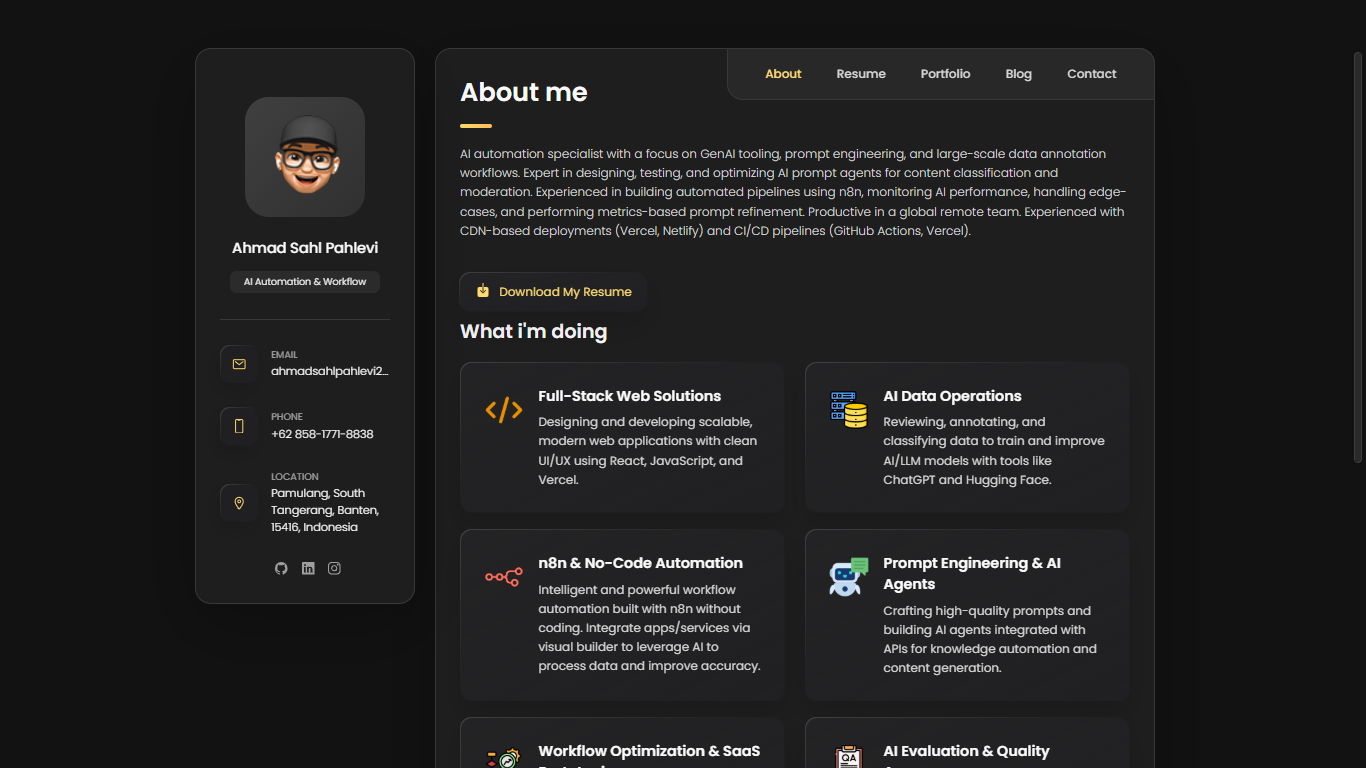 Ahmad Sahl Pahlevi
AI Automation & Workflow
EMAIL
ahmadsahlpahlevi2...
PHONE
+62 858-1771-8838
LOCATION
Pamulang, South
Tangerang, Banten,
15416, Indonesia
About
Resume
Portfolio
Blog
Contact
About me
AI automation specialist with a focus on GenAI tooling, prompt engineering, and large-scale data annotation
workflows. Expert in designing, testing, and optimizing AI prompt agents for content classification and
moderation. Experienced in building automated pipelines using n8n, monitoring AI performance, handling edge-
cases, and performing metrics-based prompt refinement. Productive in a global remote team. Experienced with
CDN-based deployments (Vercel, Netlify) and CI/CD pipelines (GitHub Actions, Vercel).
Download My Resume
What i'm doing
Full-Stack Web Solutions
Designing and developing scalable,
modern web applications with clean
UI/UX using React, JavaScript, and
Vercel.
AI Data Operations
Reviewing, annotating, and
classifying data to train and improve
AI/LLM models with tools like
ChatGPT and Hugging Face.
n8n & No-Code Automation
Intelligent and powerful workflow
automation built with n8n without
coding. Integrate apps/services via
visual builder to leverage AI to
process data and improve accuracy.
Prompt Engineering & AI
Agents
Crafting high-quality prompts and
building AI agents integrated with
APIs for knowledge automation and
content generation.
Workflow Optimization & SaaS
QA
AI Evaluation & Quality